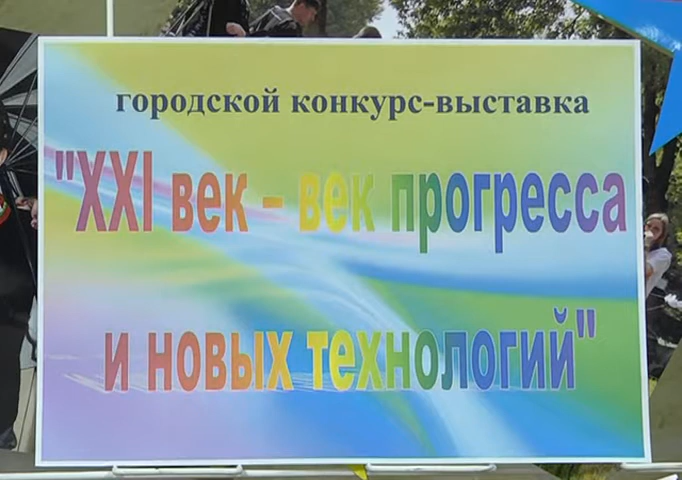 городской конкурс-выставка
"XXI век - век прогресса
и новых технологий"